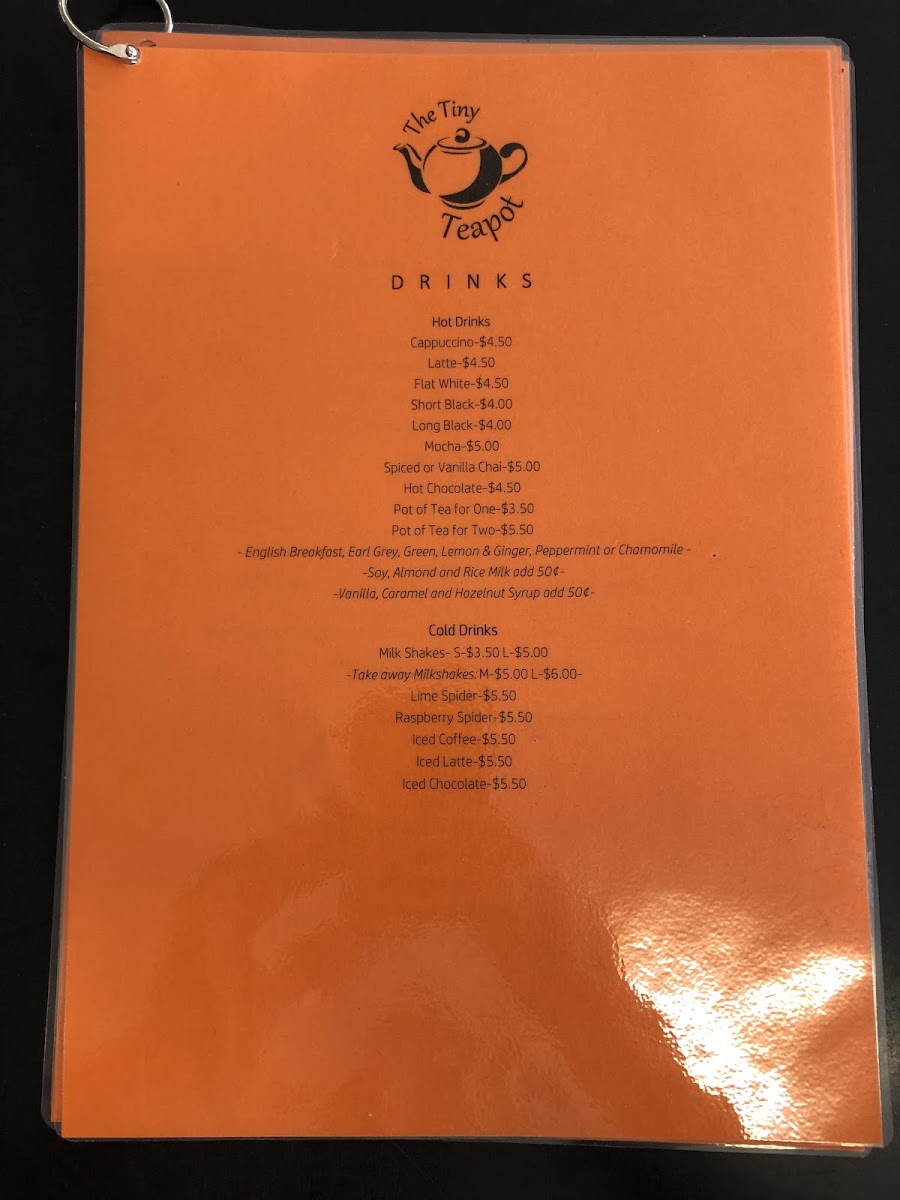 The Tiny
Teapot
DRINKS
Hot Drinks
Cappuccino-$4.50
Latte-$4.50
Flat White-$4.50
Short Black-$4.00
Long Black-$4.00
Mocha-$5.00
Spiced or Vanilla Chai-$5.00
Hot Chocolate-$4.50
Pot of Tea for One-$3.50
Pot of Tea for Two-$5.50
- English Breakfast, Earl Grey, Green, Lemon & Ginger, Peppermint or Chamomile -
-Soy, Almond and Rice Milk add 50¢-
-Vanilla, Caramel and Hazelnut Syrup add 50¢-
Cold Drinks
Milk Shakes- S-$3.50 L-$5.00
-Take away Milkshakes: M-$5.00 L-$6.00-
Lime Spider-$5.50
Raspberry Spider-$5.50
Iced Coffee-$5.50
Iced Latte-$5.50
Iced Chocolate-$5.50